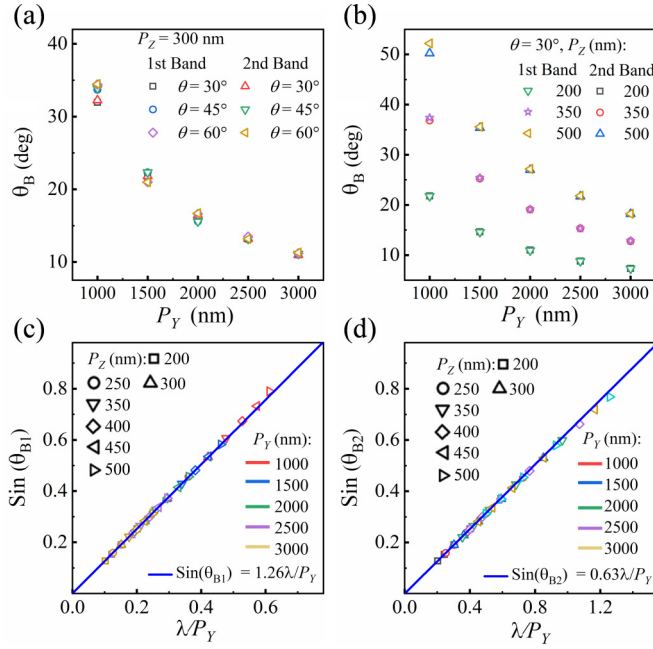 (a)
P_Z = 300 nm
1st Band 2nd Band
θ = 30° θ = 30°
θ = 45° θ = 45°
θ = 60° θ = 60°
40
30
20
10
θ_B (deg)
1000 1500 2000 2500 3000
P_Y (nm)
(b)
θ = 30°, P_Z (nm):
1st Band 2nd Band
200 200
350 350
500 500
50
40
30
20
10
θ_B (deg)
1000 1500 2000 2500 3000
P_Y (nm)
(c)
P_Z (nm): 200
250 300
350
400
450
500
P_Y (nm):
1000
1500
2000
2500
3000
Sin(θ_B1) = 1.26λ/P_Y
0.8
0.6
0.4
0.2
Sin (θ_B1)
0.0 0.2 0.4 0.6
λ/P_Y
(d)
P_Z (nm): 200
250 300
350
400
450
500
P_Y (nm):
1000
1500
2000
2500
3000
Sin(θ_B2) = 0.63λ/P_Y
0.8
0.6
0.4
0.2
Sin (θ_B2)
0.0 0.4 0.8 1.2
λ/P_Y